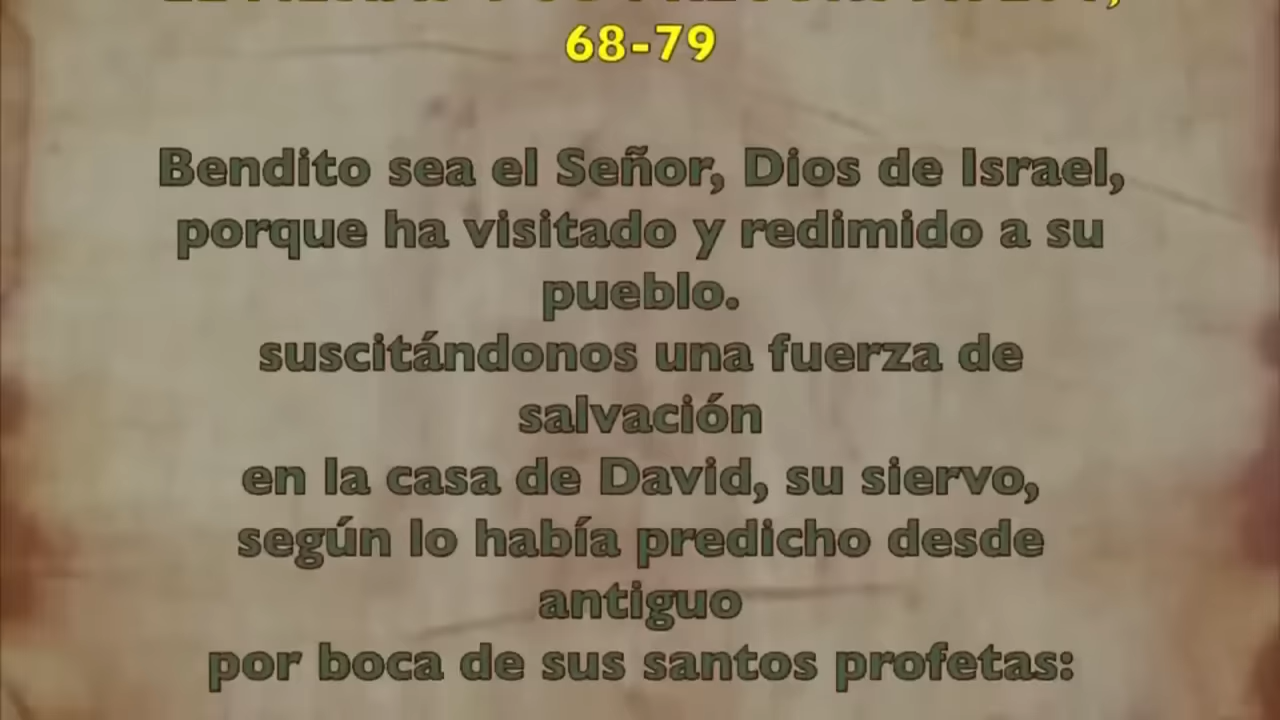 68-79
Bendito sea el Señor, Dios de Israel,
porque ha visitado y redimido a su
pueblo.
suscitándonos una fuerza de
salvación
en la casa de David, su siervo,
según lo había predicho desde
antiguo
por boca de sus santos profetas: